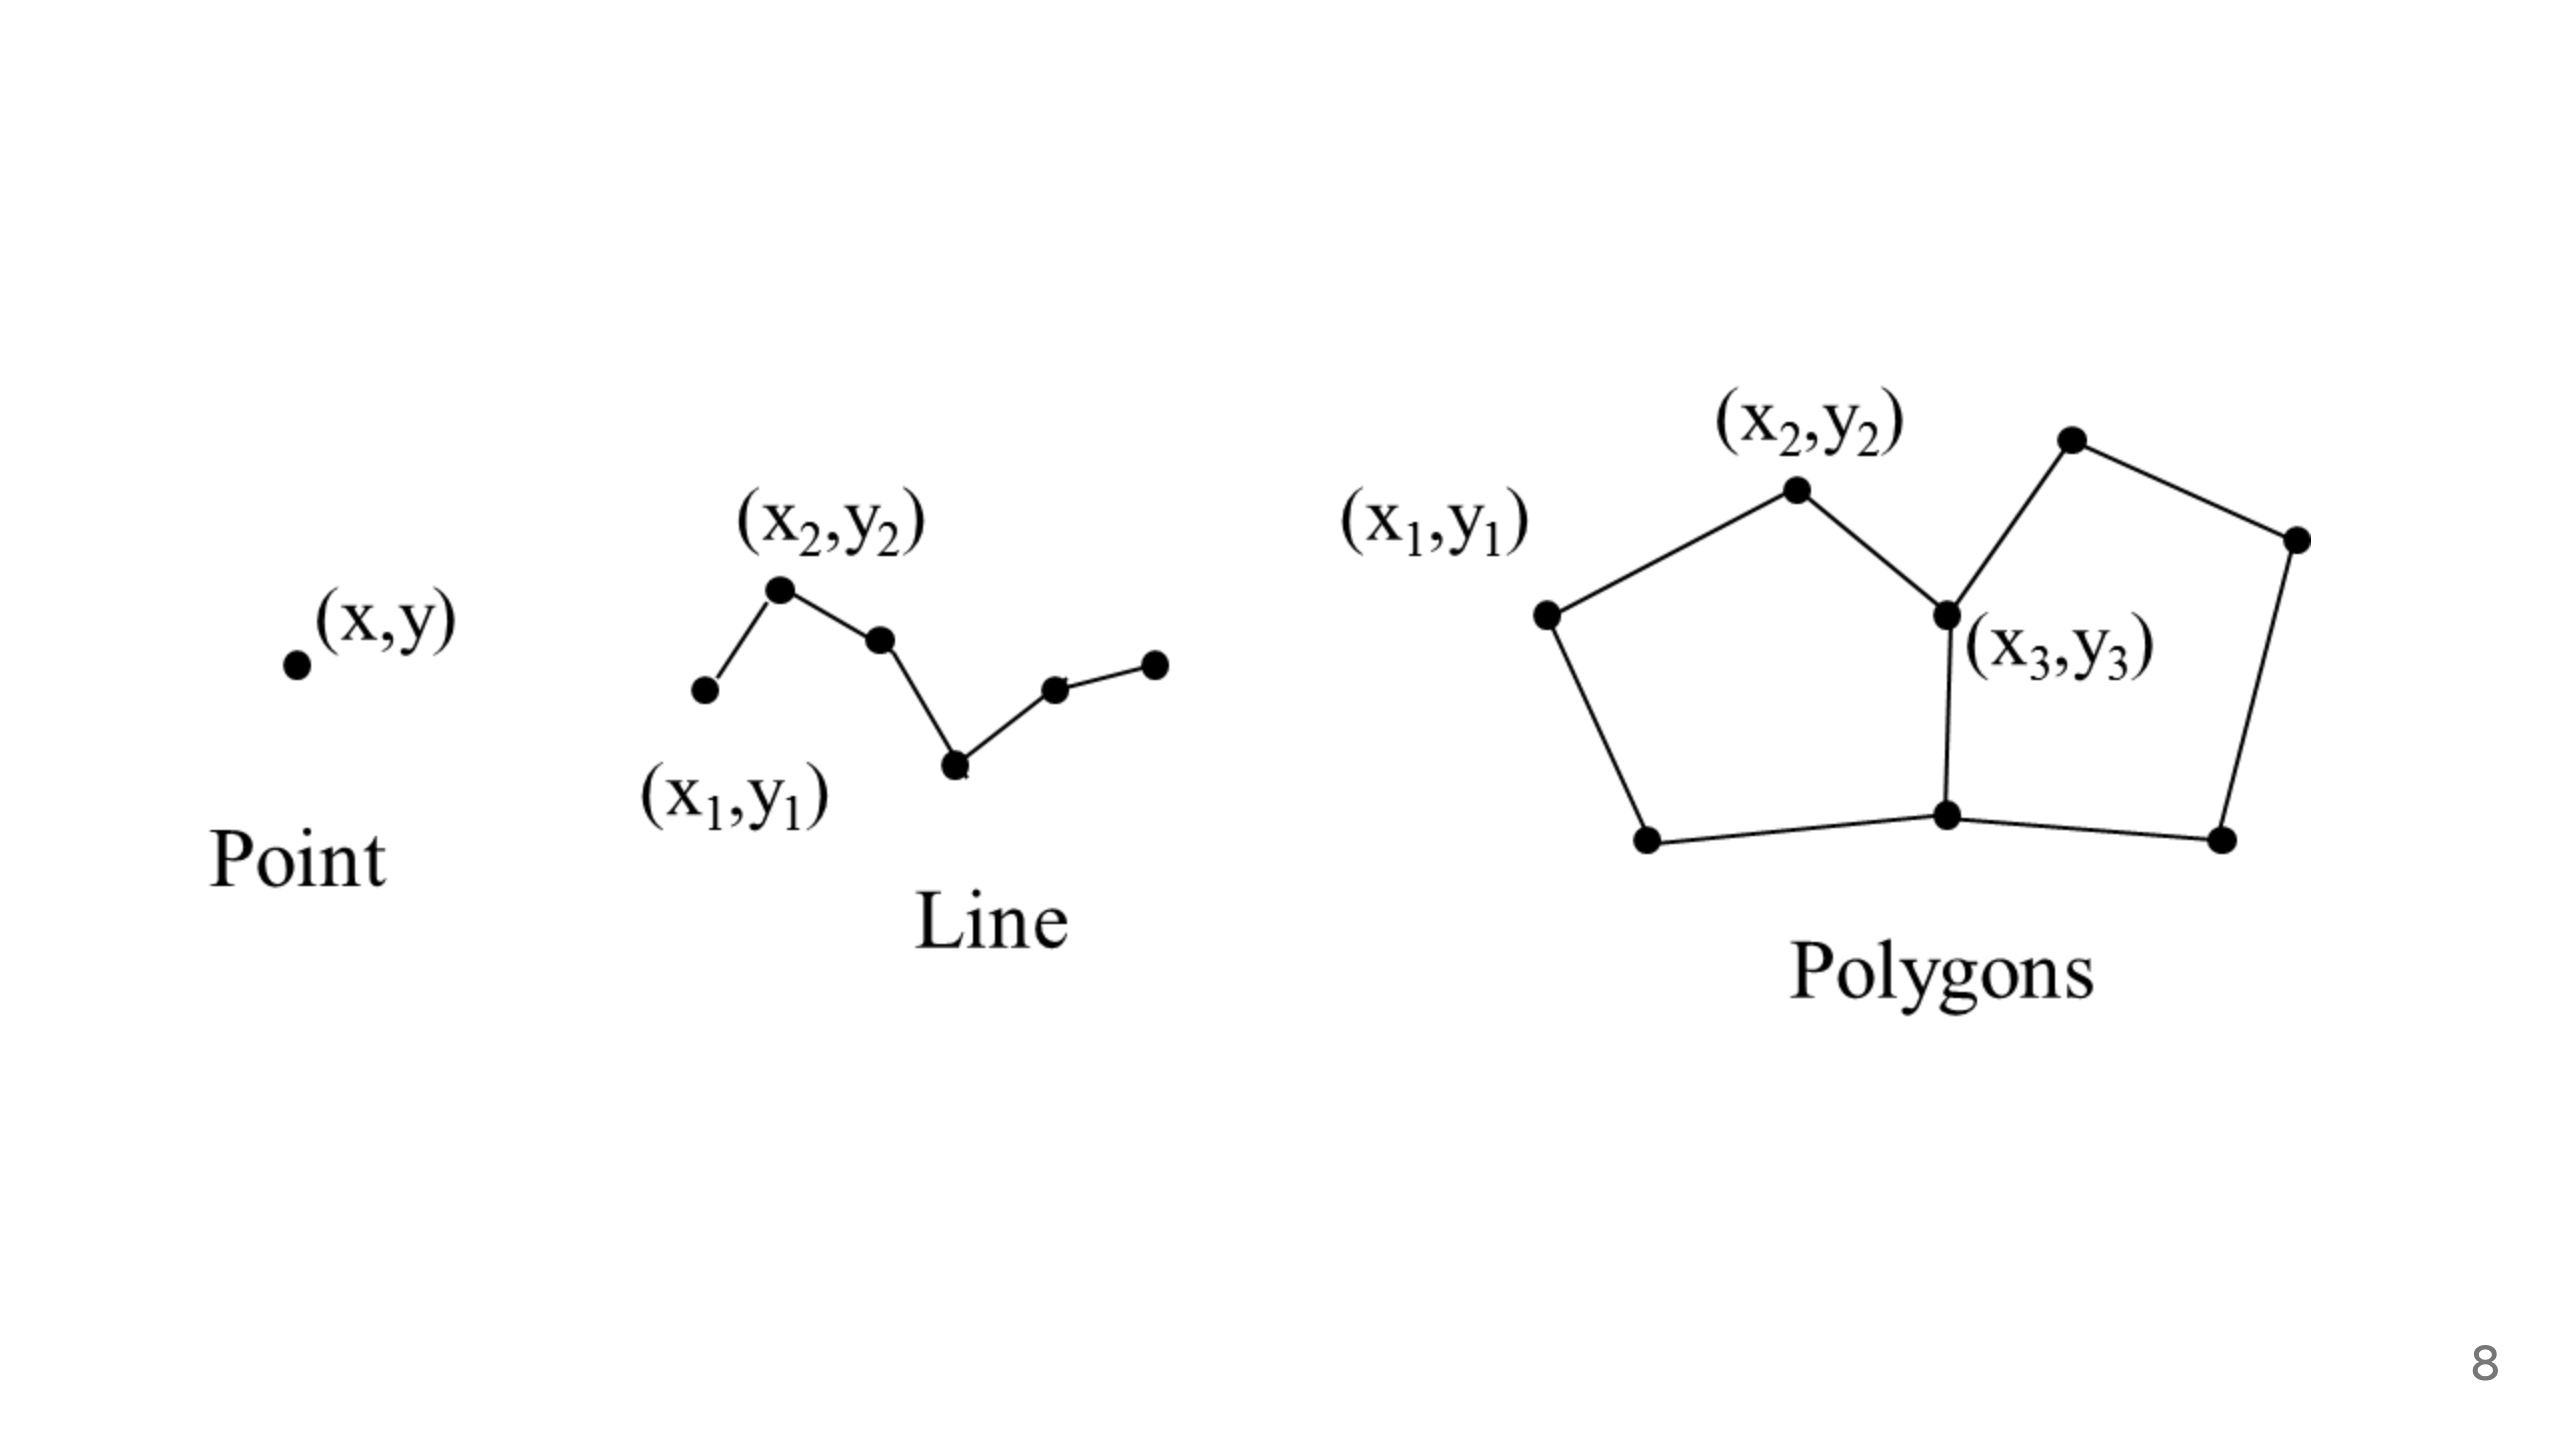 (x,y)
Point
(x₂,y₂)
(x₁,y₁)
Line
(x₂,y₂)
(x₁,y₁)
(x₃,y₃)
Polygons
8